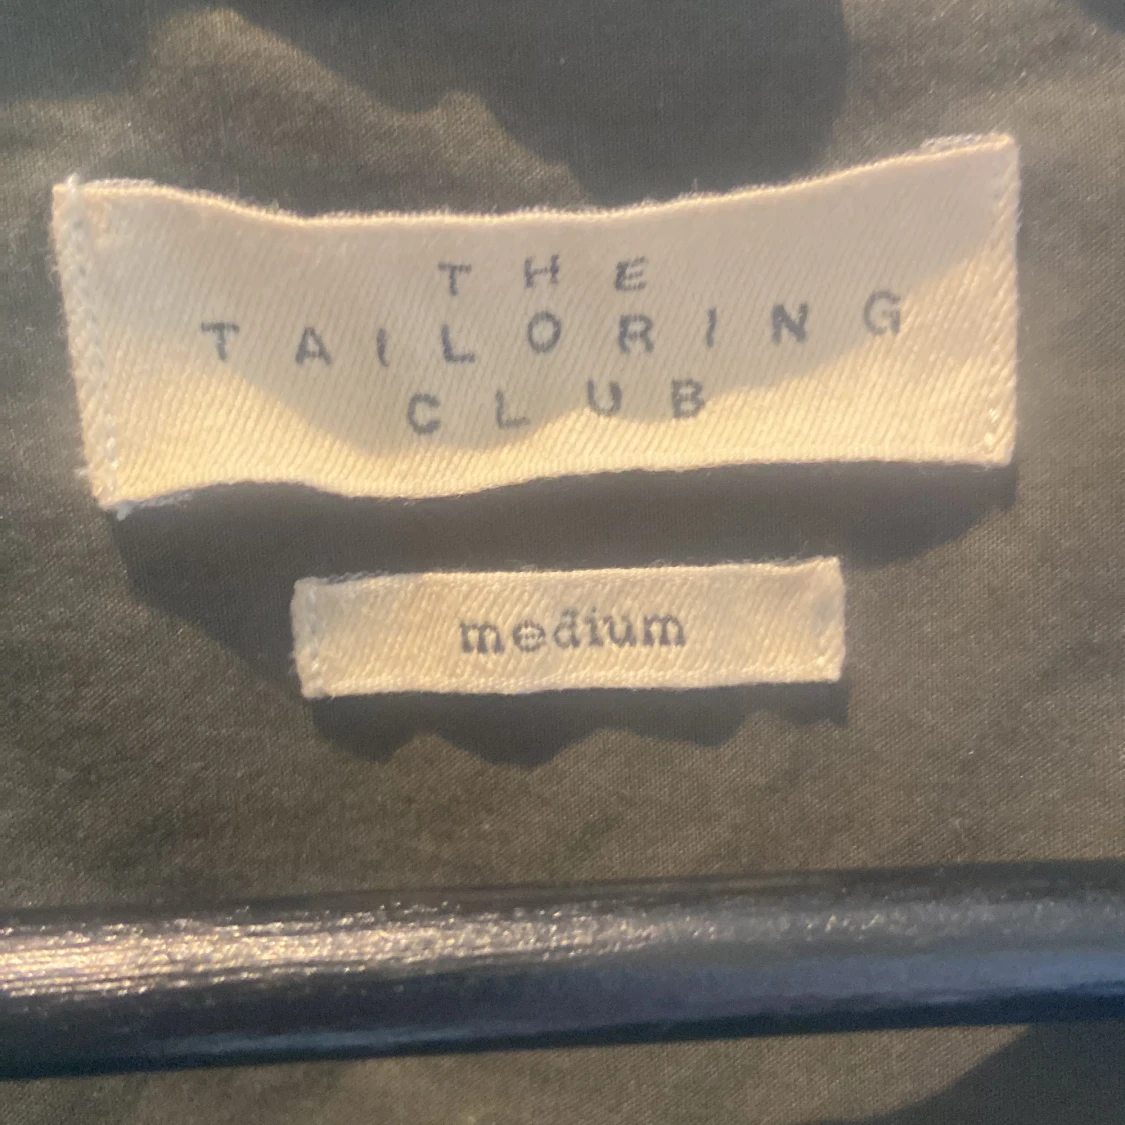 THE
TAILORING
CLUB
medium